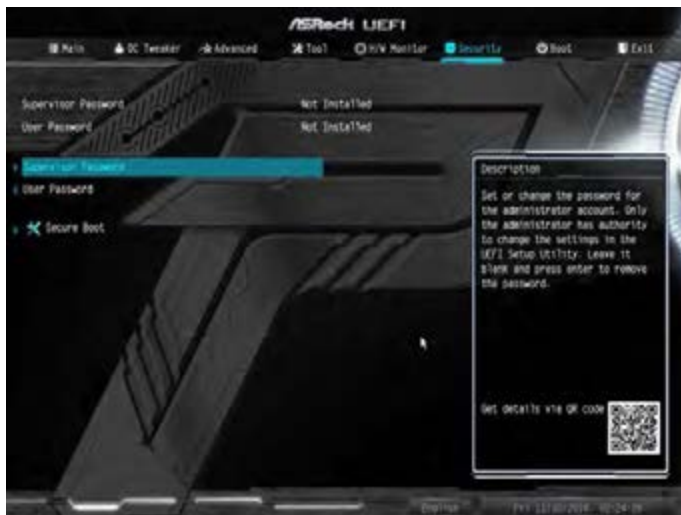 ASRock UEFI
Main OC Tweaker Advanced Tool H/W Monitor Security Boot Exit
Supervisor Password Not Installed
User Password Not Installed
Supervisor Password
User Password
Secure Boot
Description
Set or change the password for
the administrator account. Only
the administrator has authority
to change the settings in the
UEFI Setup Utility. Leave it
blank and press enter to remove
the password.
Get details via QR code
English